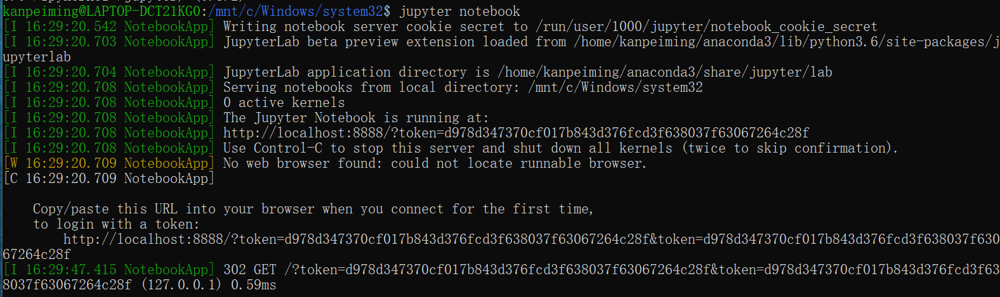 kanpeiming@LAPTOP-DCT21KG0:/mnt/c/Windows/system32$ jupyter notebook
[I 16:29:20.542 NotebookApp] Writing notebook server cookie secret to /run/user/1000/jupyter/notebook_cookie_secret
[I 16:29:20.703 NotebookApp] JupyterLab beta preview extension loaded from /home/kanpeiming/anaconda3/lib/python3.6/site-packages/j
upyterlab
[I 16:29:20.704 NotebookApp] JupyterLab application directory is /home/kanpeiming/anaconda3/share/jupyter/lab
[I 16:29:20.708 NotebookApp] Serving notebooks from local directory: /mnt/c/Windows/system32
[I 16:29:20.708 NotebookApp] 0 active kernels
[I 16:29:20.708 NotebookApp] The Jupyter Notebook is running at:
[I 16:29:20.708 NotebookApp] http://localhost:8888/?token=d978d347370cf017b843d376fcd3f638037f63067264c28f
[I 16:29:20.708 NotebookApp] Use Control-C to stop this server and shut down all kernels (twice to skip confirmation).
[W 16:29:20.709 NotebookApp] No web browser found: could not locate runnable browser.
[C 16:29:20.709 NotebookApp]
Copy/paste this URL into your browser when you connect for the first time,
to login with a token:
http://localhost:8888/?token=d978d347370cf017b843d376fcd3f638037f63067264c28f&token=d978d347370cf017b843d376fcd3f638037f630
67264c28f
[I 16:29:47.415 NotebookApp] 302 GET /?token=d978d347370cf017b843d376fcd3f638037f63067264c28f&token=d978d347370cf017b843d376fcd3f63
8037f63067264c28f (127.0.0.1) 0.59ms